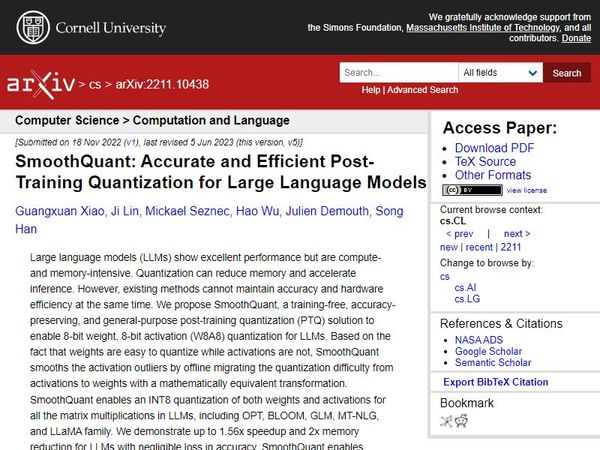 Cornell University
We gratefully acknowledge support from
the Simons Foundation, Massachusetts Institute of Technology, and all
contributors. Donate
arXiv > cs > arXiv:2211.10438
Search...
All fields
Search
Help | Advanced Search
Computer Science > Computation and Language
[Submitted on 18 Nov 2022 (v1), last revised 5 Jun 2023 (this version, v5)]
SmoothQuant: Accurate and Efficient Post-
Training Quantization for Large Language Models
Guangxuan Xiao, Ji Lin, Mickael Seznec, Hao Wu, Julien Demouth, Song
Han
Large language models (LLMs) show excellent performance but are compute-
and memory-intensive. Quantization can reduce memory and accelerate
inference. However, existing methods cannot maintain accuracy and hardware
efficiency at the same time. We propose SmoothQuant, a training-free, accuracy-
preserving, and general-purpose post-training quantization (PTQ) solution to
enable 8-bit weight, 8-bit activation (W8A8) quantization for LLMs. Based on the
fact that weights are easy to quantize while activations are not, SmoothQuant
smooths the activation outliers by offline migrating the quantization difficulty from
activations to weights with a mathematically equivalent transformation.
SmoothQuant enables an INT8 quantization of both weights and activations for
all the matrix multiplications in LLMs, including OPT, BLOOM, GLM, MT-NLG,
and LLaMA family. We demonstrate up to 1.56x speedup and 2x memory
reduction for LLMs with negligible loss in accuracy. SmoothQuant enables
Access Paper:
Download PDF
TeX Source
Other Formats
(cc) BY
view license
Current browse context:
cs.CL
< prev | next >
new | recent | 2211
Change to browse by:
cs
cs.AI
cs.LG
References & Citations
NASA ADS
Google Scholar
Semantic Scholar
Export BibTeX Citation
Bookmark